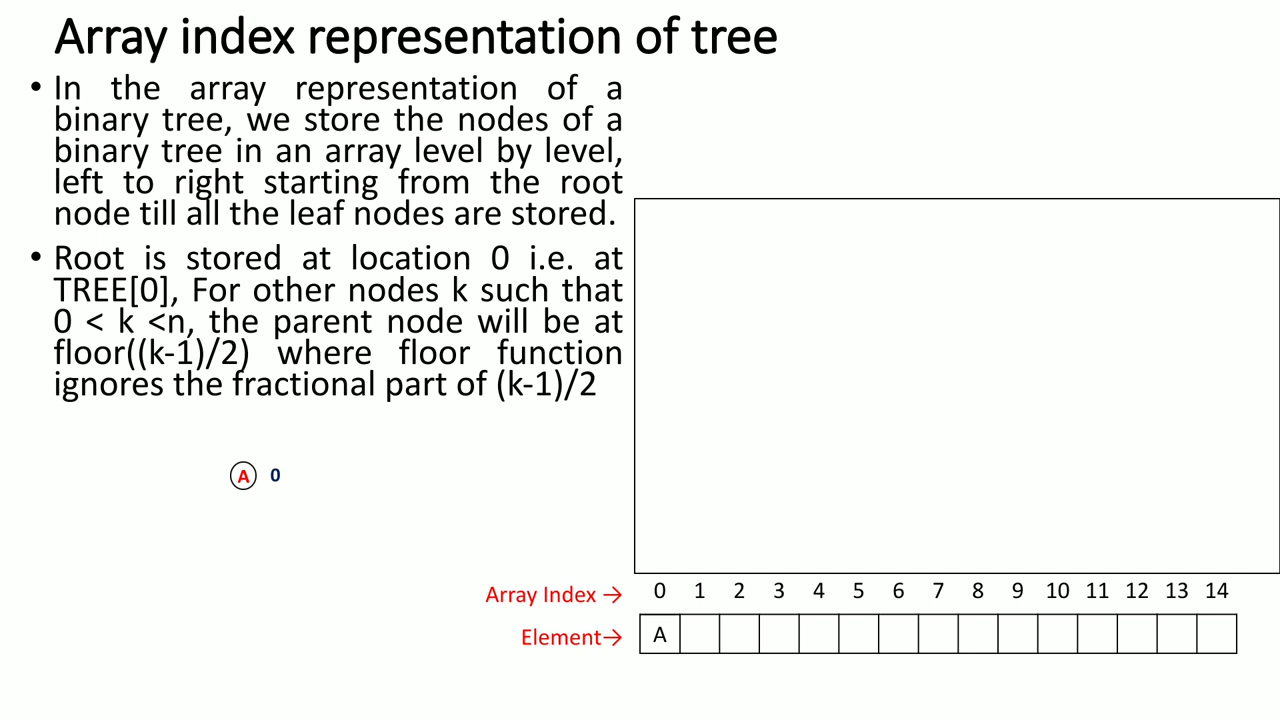 Array index representation of tree
• In the array representation of a
binary tree, we store the nodes of a
binary tree in an array level by level,
left to right starting from the root
node till all the leaf nodes are stored.
• Root is stored at location 0 i.e. at
TREE[0], For other nodes k such that
0 < k <n, the parent node will be at
floor((k-1)/2) where floor function
ignores the fractional part of (k-1)/2
A 0
Array Index → 0 1 2 3 4 5 6 7 8 9 10 11 12 13 14
Element→ A